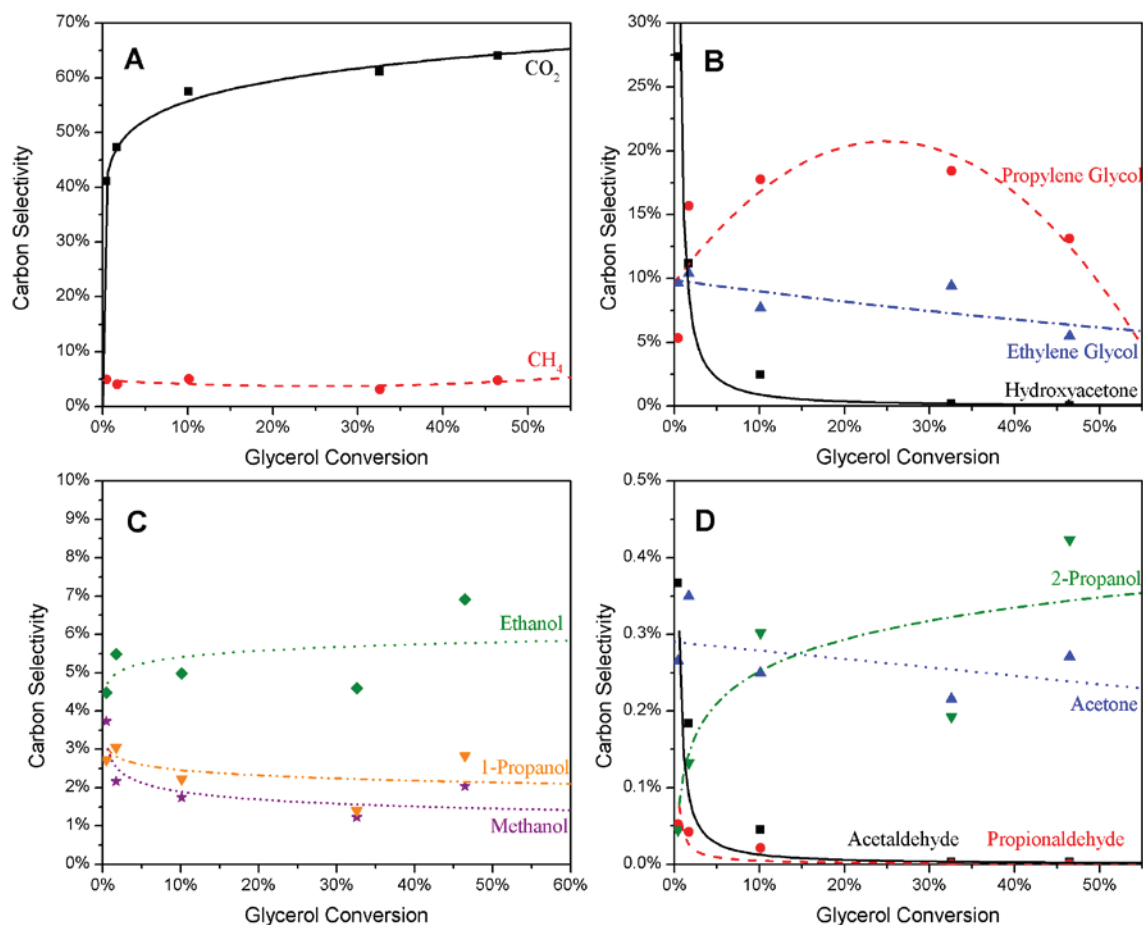 70%
60%
50%
40%
30%
20%
10%
0%
Carbon Selectivity
A
CO2
CH4
0% 10% 20% 30% 40% 50%
Glycerol Conversion
30%
25%
20%
15%
10%
5%
0%
Carbon Selectivity
B
Propylene Glycol
Ethylene Glycol
Hydroxyacetone
0% 10% 20% 30% 40% 50%
Glycerol Conversion
10%
9%
8%
7%
6%
5%
4%
3%
2%
1%
0%
Carbon Selectivity
C
Ethanol
1-Propanol
Methanol
0% 10% 20% 30% 40% 50% 60%
Glycerol Conversion
0.5%
0.4%
0.3%
0.2%
0.1%
0.0%
Carbon Selectivity
D
2-Propanol
Acetone
Acetaldehyde Propionaldehyde
0% 10% 20% 30% 40% 50%
Glycerol Conversion